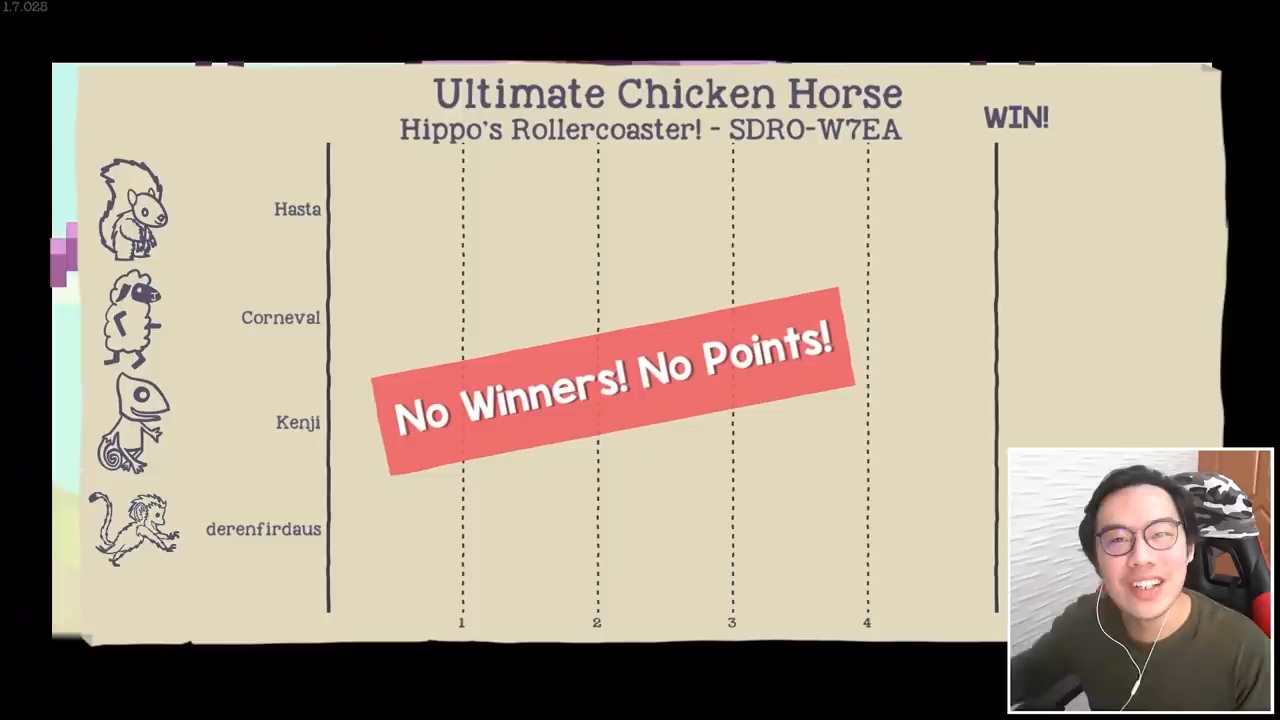 1.7.028
Ultimate Chicken Horse
Hippo's Rollercoaster! - SDRO-W7EA
WIN!
Hasta
Corneval
Kenji
derenfirdaus
No Winners! No Points!
1 2 3 4